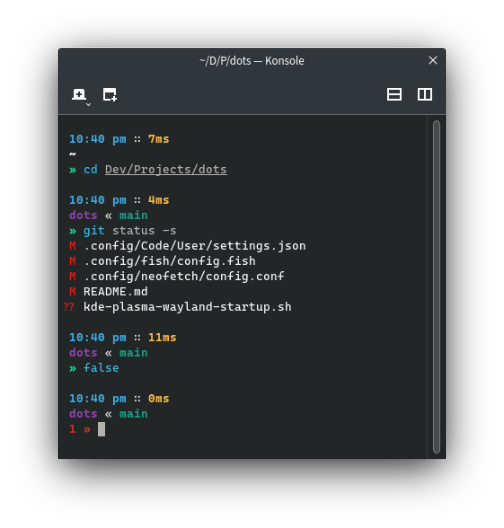 ~/D/P/dots — Konsole
10:40 pm :: 7ms
~
» cd Dev/Projects/dots
10:40 pm :: 4ms
dots « main
» git status -s
M .config/Code/User/settings.json
M .config/fish/config.fish
M .config/neofetch/config.conf
M README.md
?? kde-plasma-wayland-startup.sh
10:40 pm :: 11ms
dots « main
» false
10:40 pm :: 0ms
dots « main
1 »